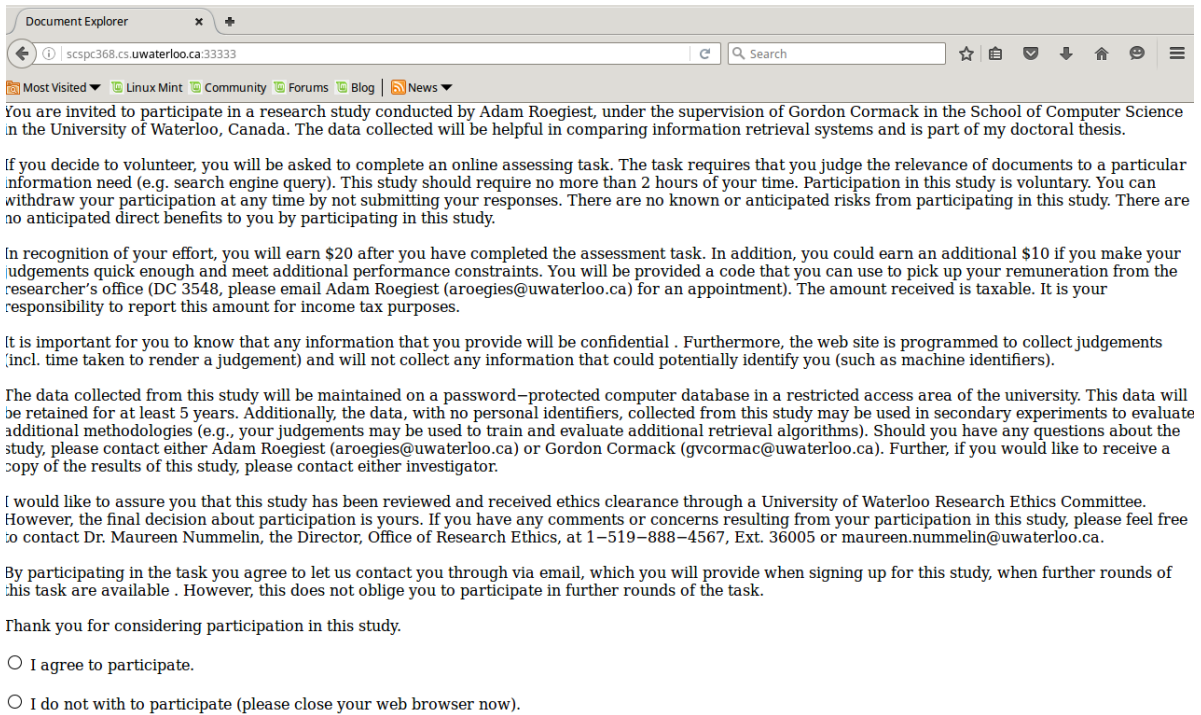 Document Explorer
scspc368.cs.uwaterloo.ca:33333
Search
Most Visited Linux Mint Community Forums Blog News
You are invited to participate in a research study conducted by Adam Roegiest, under the supervision of Gordon Cormack in the School of Computer Science
in the University of Waterloo, Canada. The data collected will be helpful in comparing information retrieval systems and is part of my doctoral thesis.
If you decide to volunteer, you will be asked to complete an online assessing task. The task requires that you judge the relevance of documents to a particular
information need (e.g. search engine query). This study should require no more than 2 hours of your time. Participation in this study is voluntary. You can
withdraw your participation at any time by not submitting your responses. There are no known or anticipated risks from participating in this study. There are
no anticipated direct benefits to you by participating in this study.
In recognition of your effort, you will earn $20 after you have completed the assessment task. In addition, you could earn an additional $10 if you make your
judgements quick enough and meet additional performance constraints. You will be provided a code that you can use to pick up your remuneration from the
researcher's office (DC 3548, please email Adam Roegiest (aroegies@uwaterloo.ca) for an appointment). The amount received is taxable. It is your
responsibility to report this amount for income tax purposes.
It is important for you to know that any information that you provide will be confidential . Furthermore, the web site is programmed to collect judgements
(incl. time taken to render a judgement) and will not collect any information that could potentially identify you (such as machine identifiers).
The data collected from this study will be maintained on a password−protected computer database in a restricted access area of the university. This data will
be retained for at least 5 years. Additionally, the data, with no personal identifiers, collected from this study may be used in secondary experiments to evaluate
additional methodologies (e.g., your judgements may be used to train and evaluate additional retrieval algorithms). Should you have any questions about the
study, please contact either Adam Roegiest (aroegies@uwaterloo.ca) or Gordon Cormack (gvcormac@uwaterloo.ca). Further, if you would like to receive a
copy of the results of this study, please contact either investigator.
I would like to assure you that this study has been reviewed and received ethics clearance through a University of Waterloo Research Ethics Committee.
However, the final decision about participation is yours. If you have any comments or concerns resulting from your participation in this study, please feel free
to contact Dr. Maureen Nummelin, the Director, Office of Research Ethics, at 1−519−888−4567, Ext. 36005 or maureen.nummelin@uwaterloo.ca.
By participating in the task you agree to let us contact you through via email, which you will provide when signing up for this study, when further rounds of
this task are available . However, this does not oblige you to participate in further rounds of the task.
Thank you for considering participation in this study.
I agree to participate.
I do not with to participate (please close your web browser now).